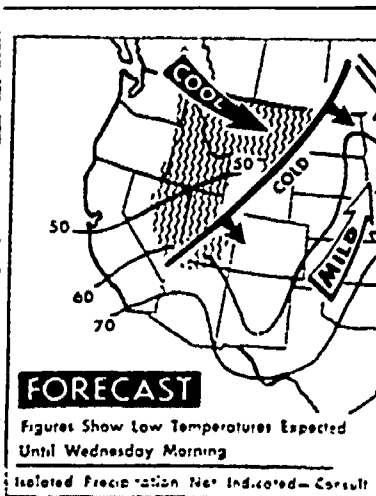 COOL
50
COLD
50
MILD
60
70
FORECAST
Figures Show Low Temperatures Expected
Until Wednesday Morning
Isolated Precipitation Not Indicated—Consult